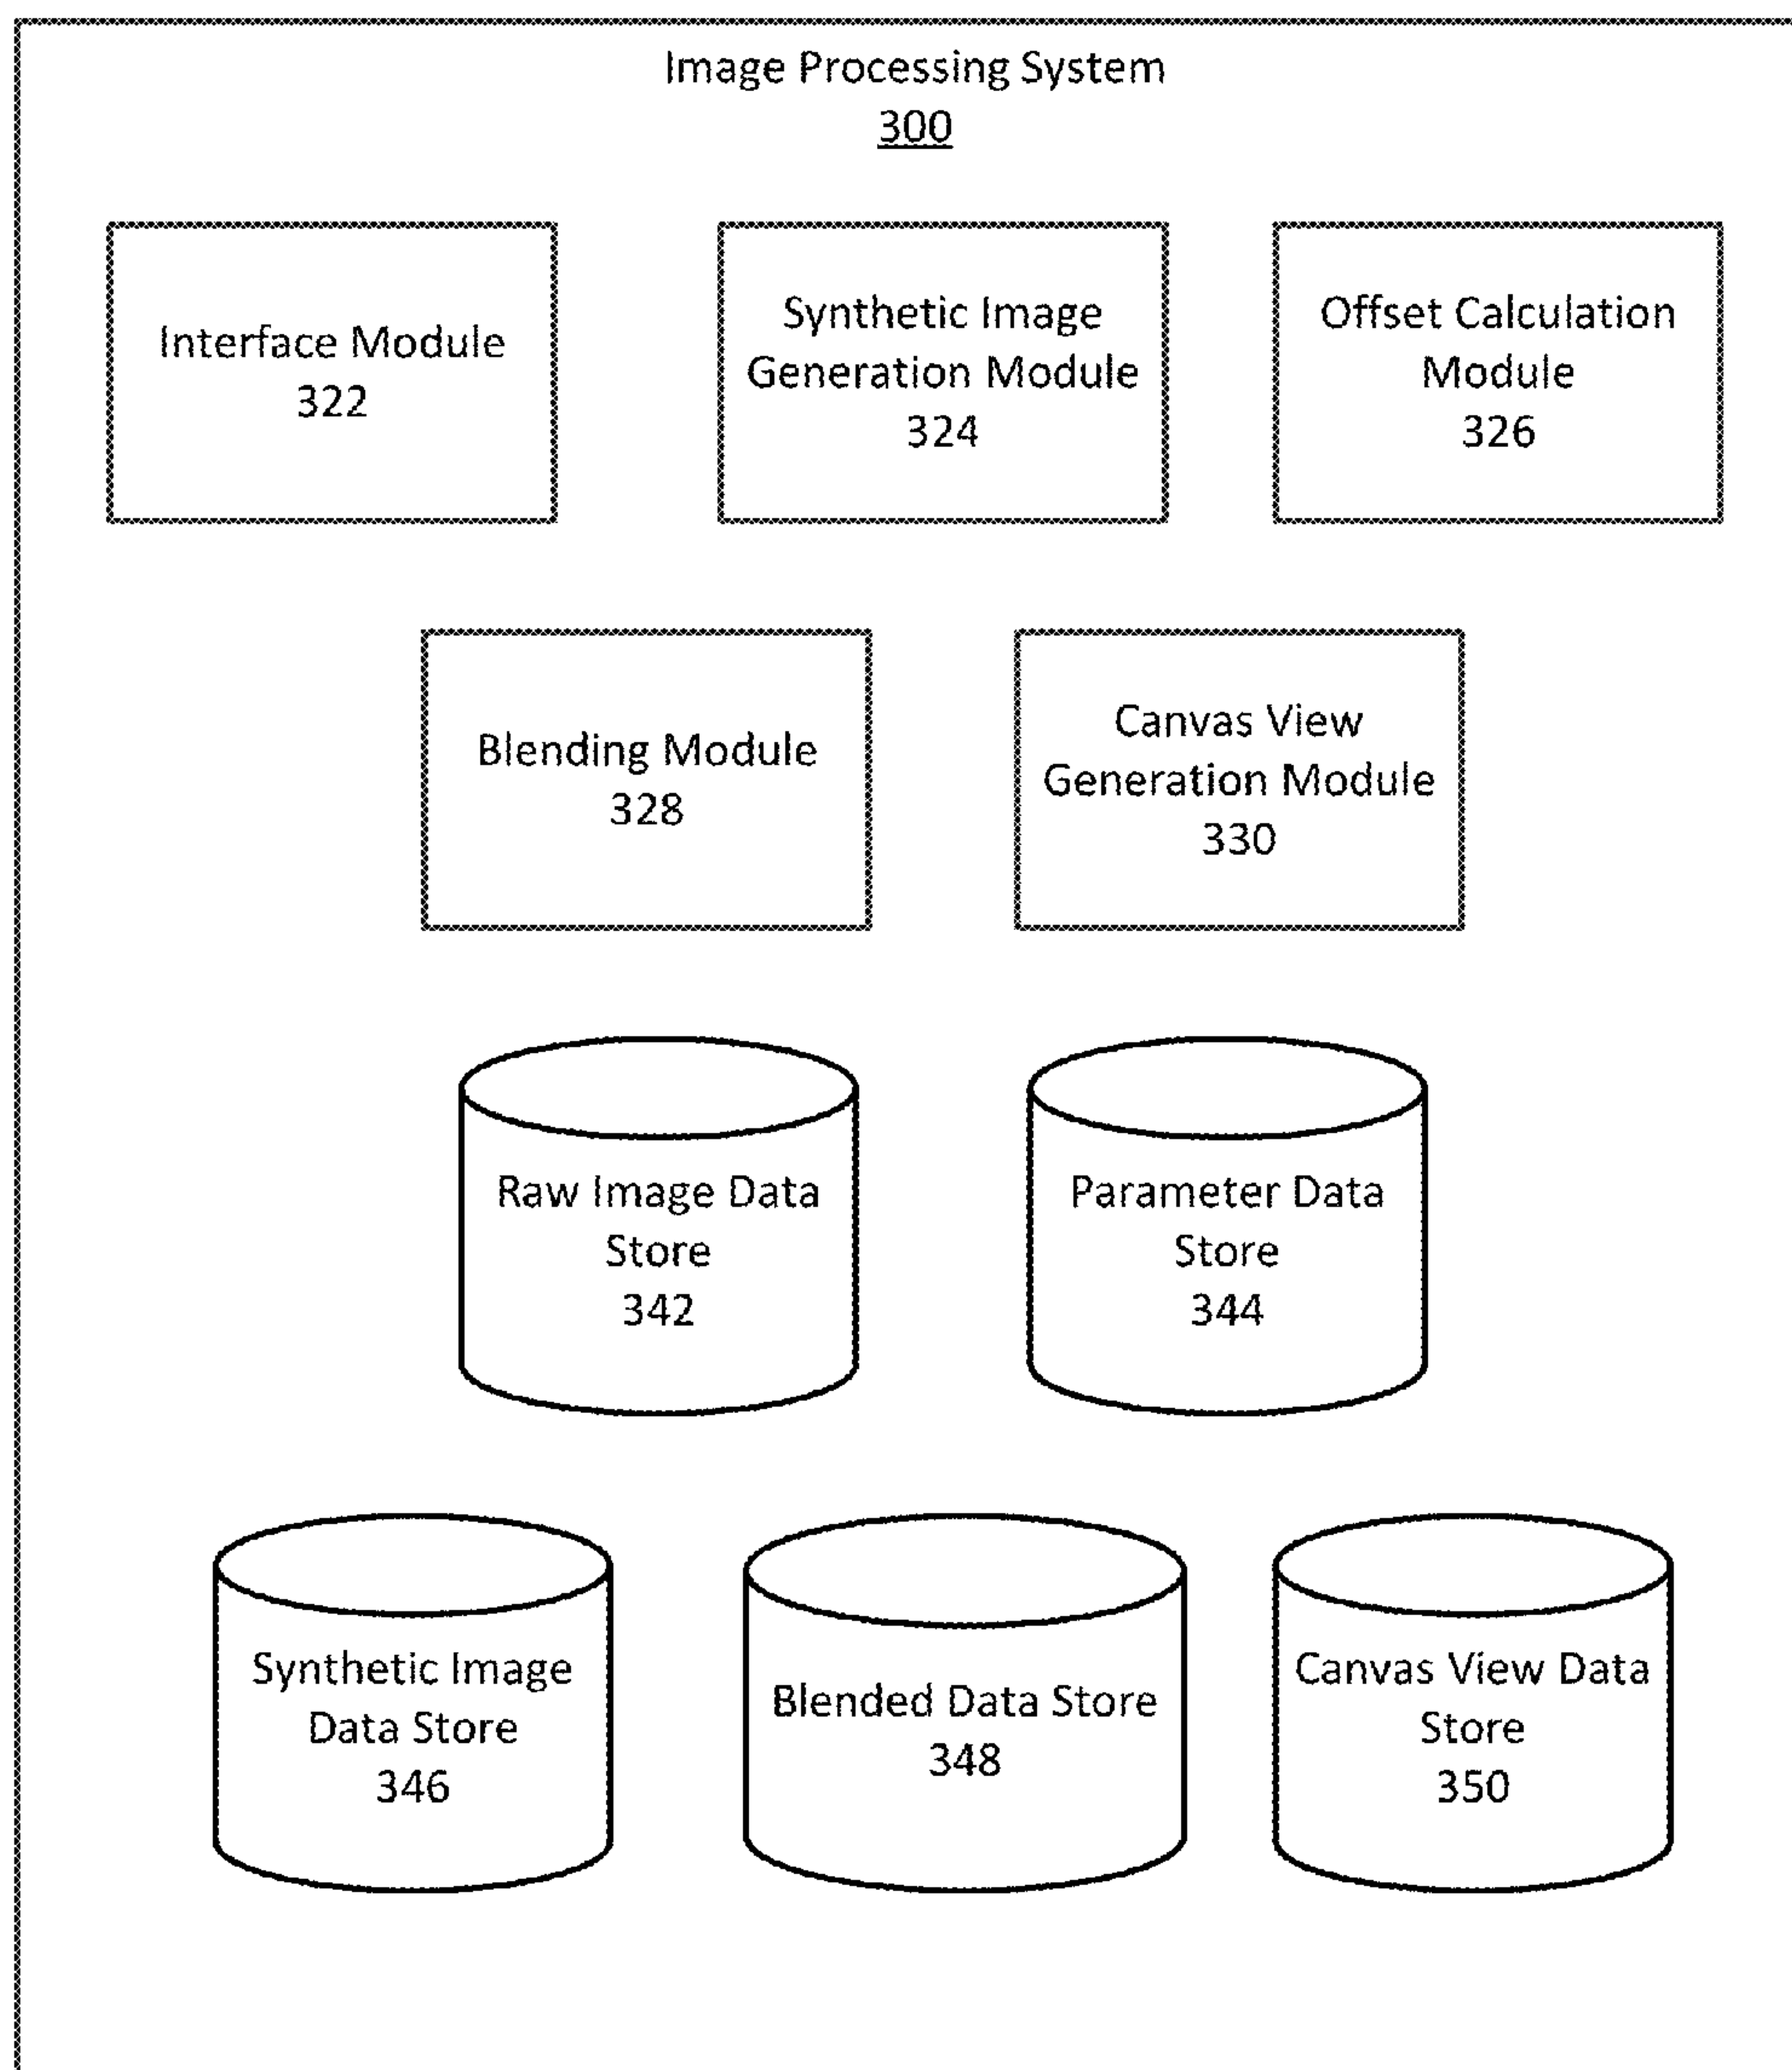 Image Processing System
300
Interface Module
322
Synthetic Image
Generation Module
324
Offset Calculation
Module
326
Blending Module
328
Canvas View
Generation Module
330
Raw Image Data
Store
342
Parameter Data
Store
344
Synthetic Image
Data Store
346
Blended Data Store
348
Canvas View Data
Store
350